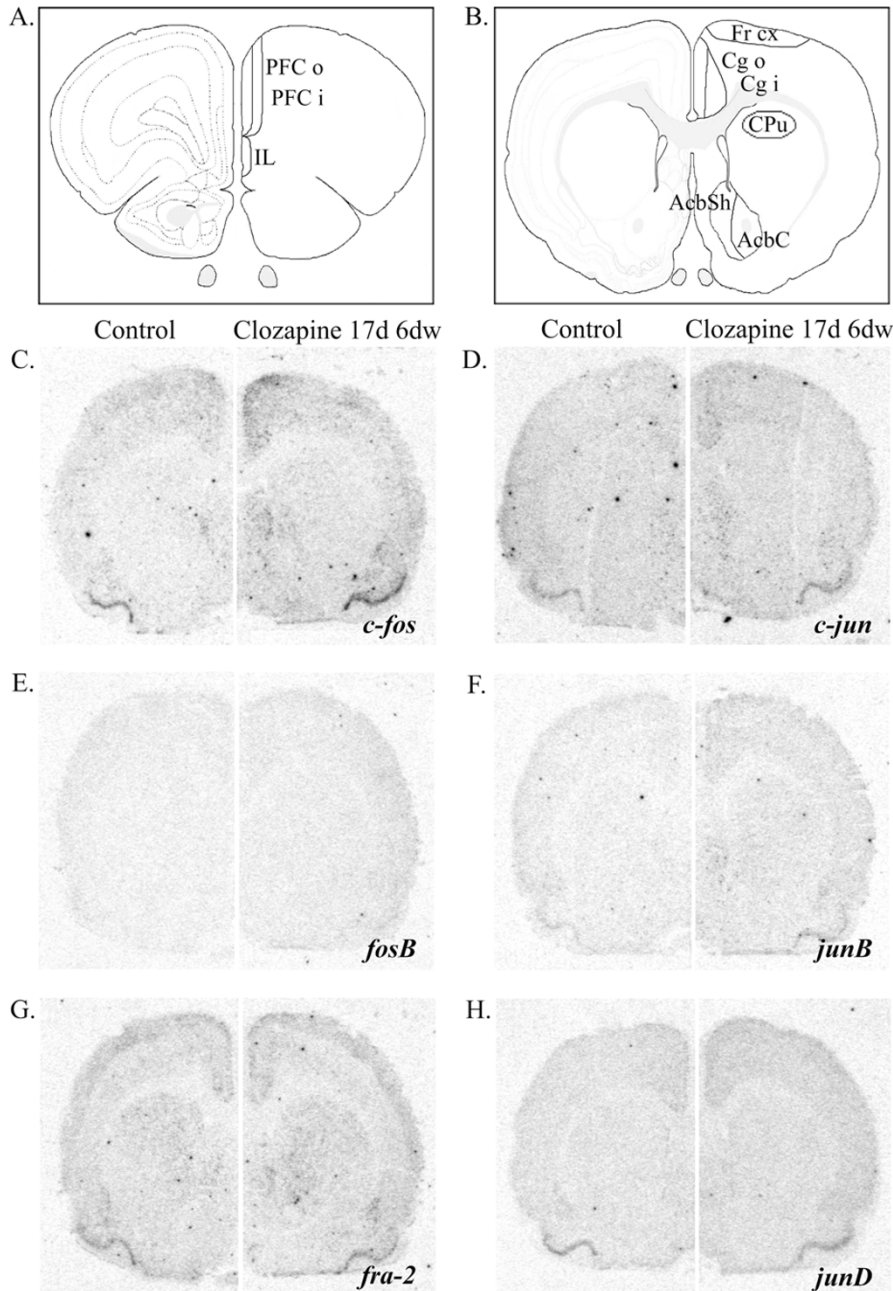 A.
PFC o
PFC i
IL
B.
Fr cx
Cg o
Cg i
CPu
AcbSh
AcbC
Control Clozapine 17d 6dw
Control Clozapine 17d 6dw
C.
c-fos
D.
c-jun
E.
fosB
F.
junB
G.
fra-2
H.
junD